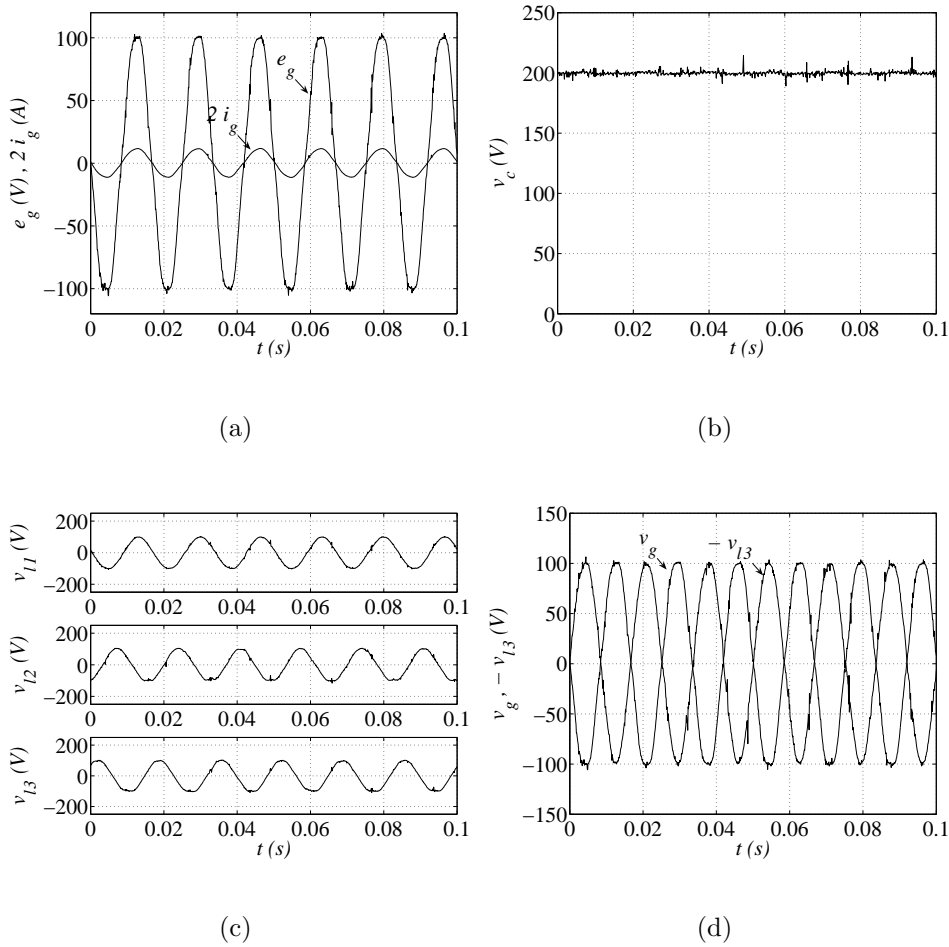 100
50
0
−50
−100
e_g (V), 2 i_g (A)
e_g
2 i_g
0 0.02 0.04 0.06 0.08 0.1
t (s)
(a)
250
200
150
100
50
0
v_c (V)
0 0.02 0.04 0.06 0.08 0.1
t (s)
(b)
200
0
−200
v_l1 (V)
0 0.02 0.04 0.06 0.08 0.1
200
0
−200
v_l2 (V)
0 0.02 0.04 0.06 0.08 0.1
200
0
−200
v_l3 (V)
0 0.02 0.04 0.06 0.08 0.1
t (s)
(c)
150
100
50
0
−50
−100
−150
v_g , − v_l3 (V)
v_g
− v_l3
0 0.02 0.04 0.06 0.08 0.1
t (s)
(d)